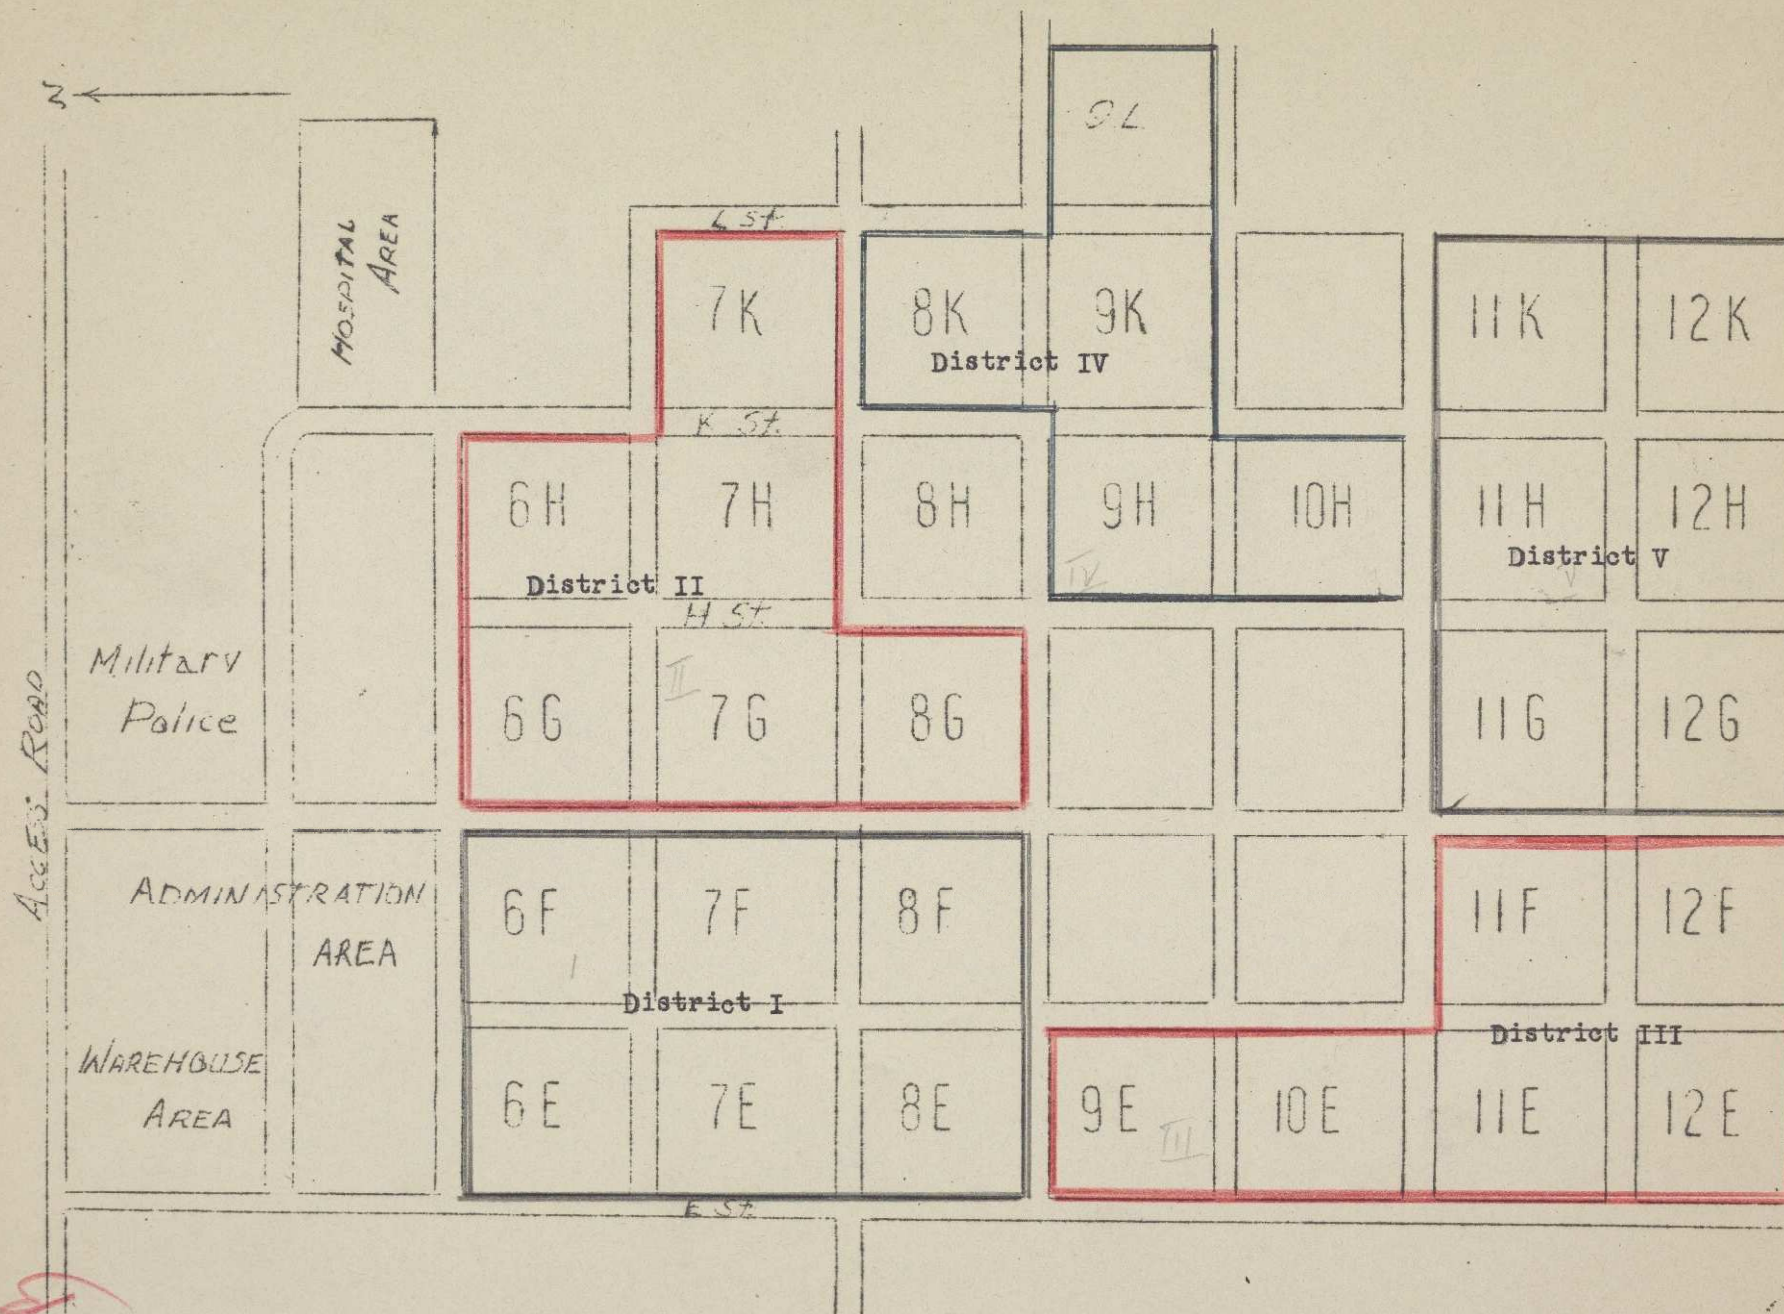 N
9L
HOSPITAL
AREA
L St.
7K
8K
9K
11K
12K
District IV
K St.
6H
7H
8H
9H
10H
11H
12H
IV
District V
V
District II
H St.
Military
Police
II
6G
7G
8G
11G
12G
ACCESS ROAD
ADMINISTRATION
AREA
6F
7F
8F
11F
12F
I
District I
District III
WAREHOUSE
AREA
6E
7E
8E
9E
III
10E
11E
12E
E St.